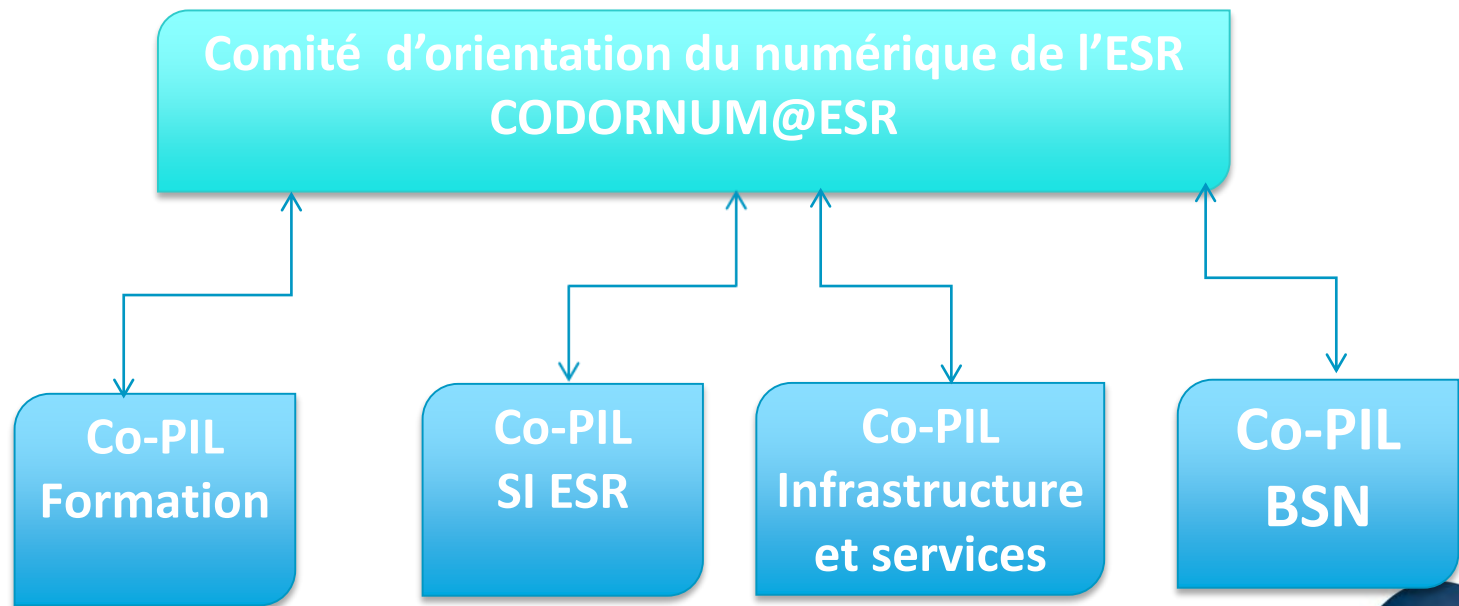 Comité d’orientation du numérique de l’ESR
CODORNUM@ESR
Co-PIL
Formation
Co-PIL
SI ESR
Co-PIL
Infrastructure
et services
Co-PIL
BSN